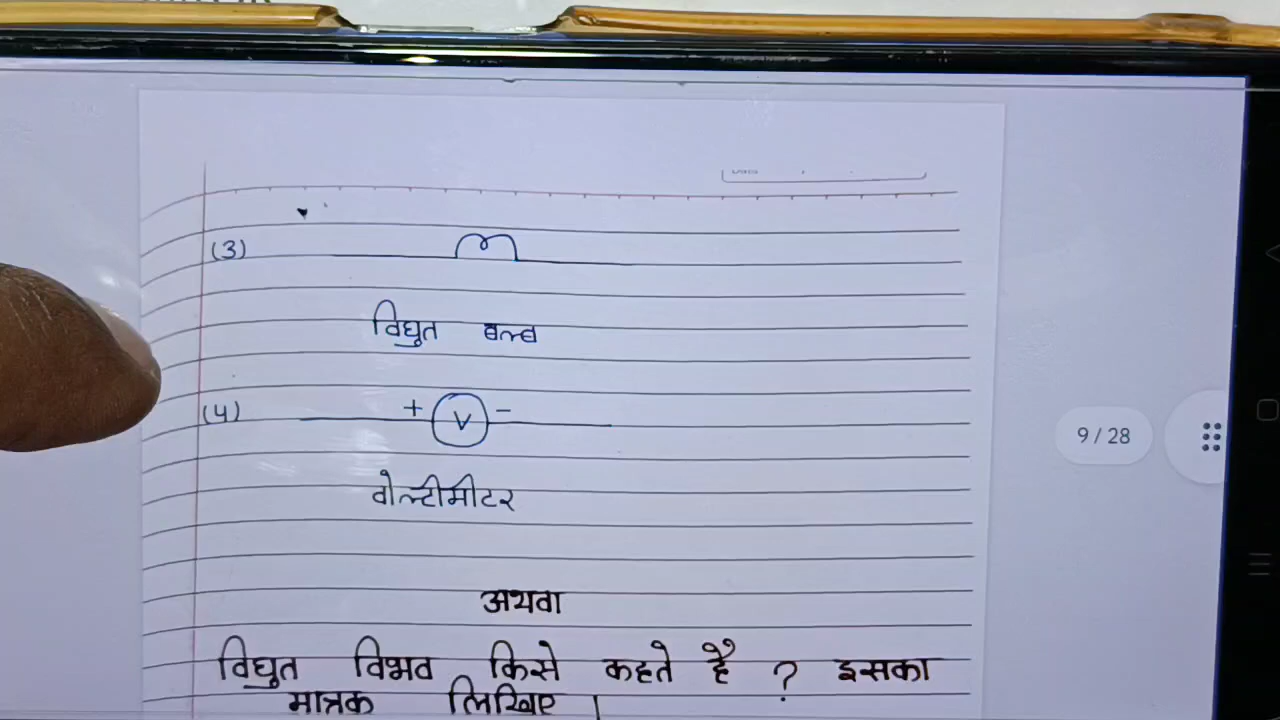 (3)
विद्युत बल्ब
(4)
+ V −
वोल्टीमीटर
अथवा
विद्युत विभव किसे कहते है ? इसका
मात्रक लिखिए ।
9 / 28